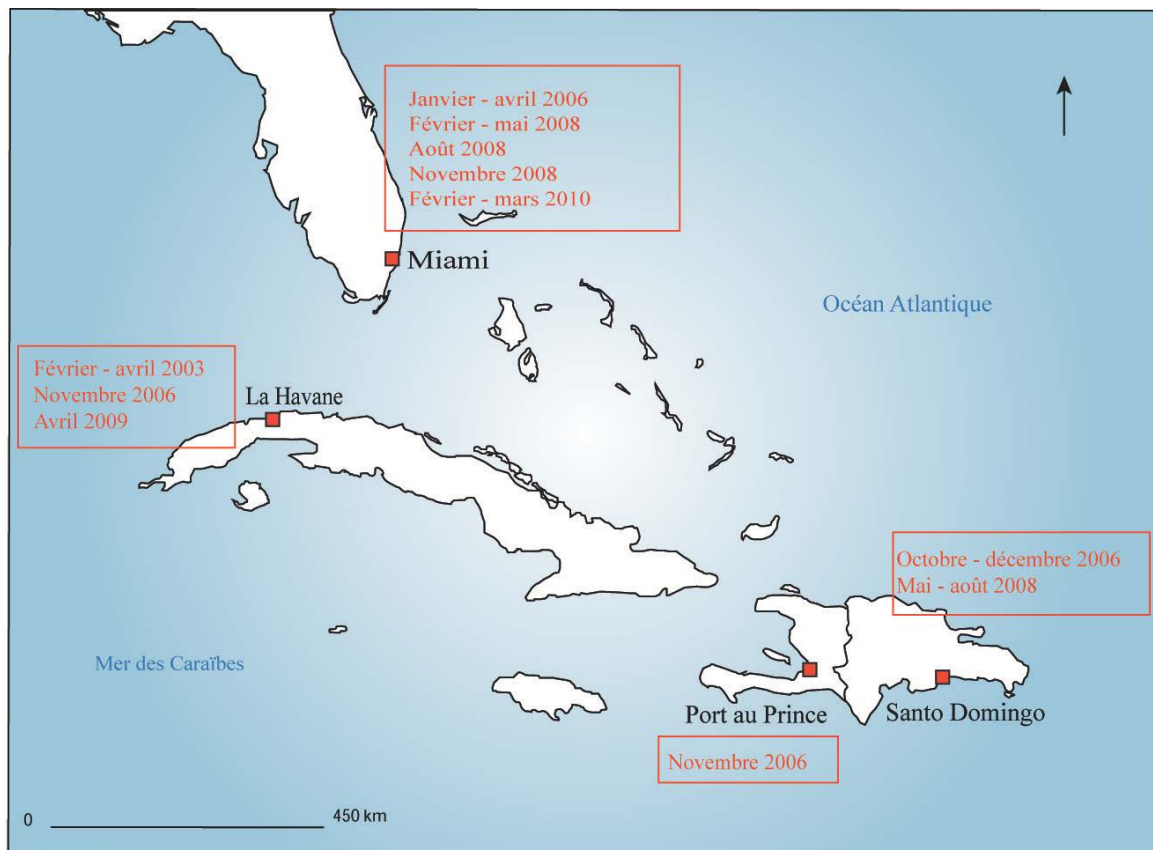 Janvier - avril 2006
Février - mai 2008
Août 2008
Novembre 2008
Février - mars 2010
Miami
Océan Atlantique
Février - avril 2003
Novembre 2006
Avril 2009
La Havane
Octobre - décembre 2006
Mai - août 2008
Mer des Caraïbes
Port au Prince
Santo Domingo
Novembre 2006
0
450 km